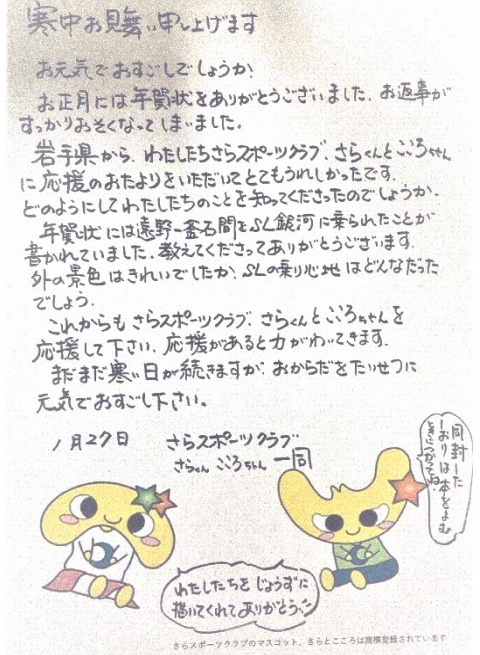 寒中お見舞い申し上げます
お元気でおすごしでしょうか。
お正月には年賀状をありがとうございました。お返事が
すっかりおそくなってしまいました。
岩手県から、わたしたちさらスポーツクラブ、さらくんとこころちゃん
に応援のおたよりをいただいてとてもうれしかったです。
どのようにしてわたしたちのことを知ってくださったのでしょうか。
年賀状には遠野ー釜石間をSL銀河に乗られたことが
書かれていました。教えてくださってありがとうございます。
外の景色はきれいでしたか、SLの乗り心地はどんなだった
でしょう。
これからもさらスポーツクラブ、さらくんとこころちゃんを
応援して下さい。応援があると力がわいてきます。
まだまだ寒い日が続きますが、おからだをたいせつに
元気でおすごし下さい。
1月27日 さらスポーツクラブ
さらくん こころちゃん 一同
同封した
しおりは本をよむ
ときにつかってね。
わたしたちをじょうずに
描いてくれてありがとう!!
さらスポーツクラブのマスコット、さらとこころは商標登録されています